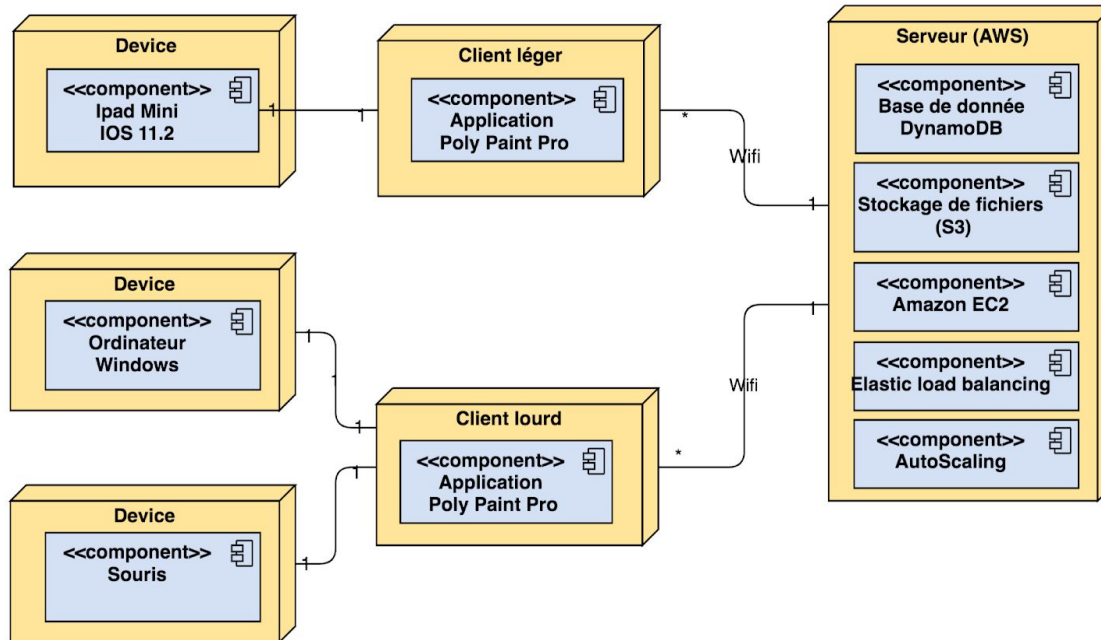 Device
<<component>>
Ipad Mini
IOS 11.2
1
1
Client léger
<<component>>
Application
Poly Paint Pro
*
Wifi
1
Serveur (AWS)
<<component>>
Base de donnée
DynamoDB
<<component>>
Stockage de fichiers
(S3)
<<component>>
Amazon EC2
<<component>>
Elastic load balancing
<<component>>
AutoScaling
Device
<<component>>
Ordinateur
Windows
1
1
1
Client lourd
<<component>>
Application
Poly Paint Pro
*
Wifi
1
Device
<<component>>
Souris
1
1